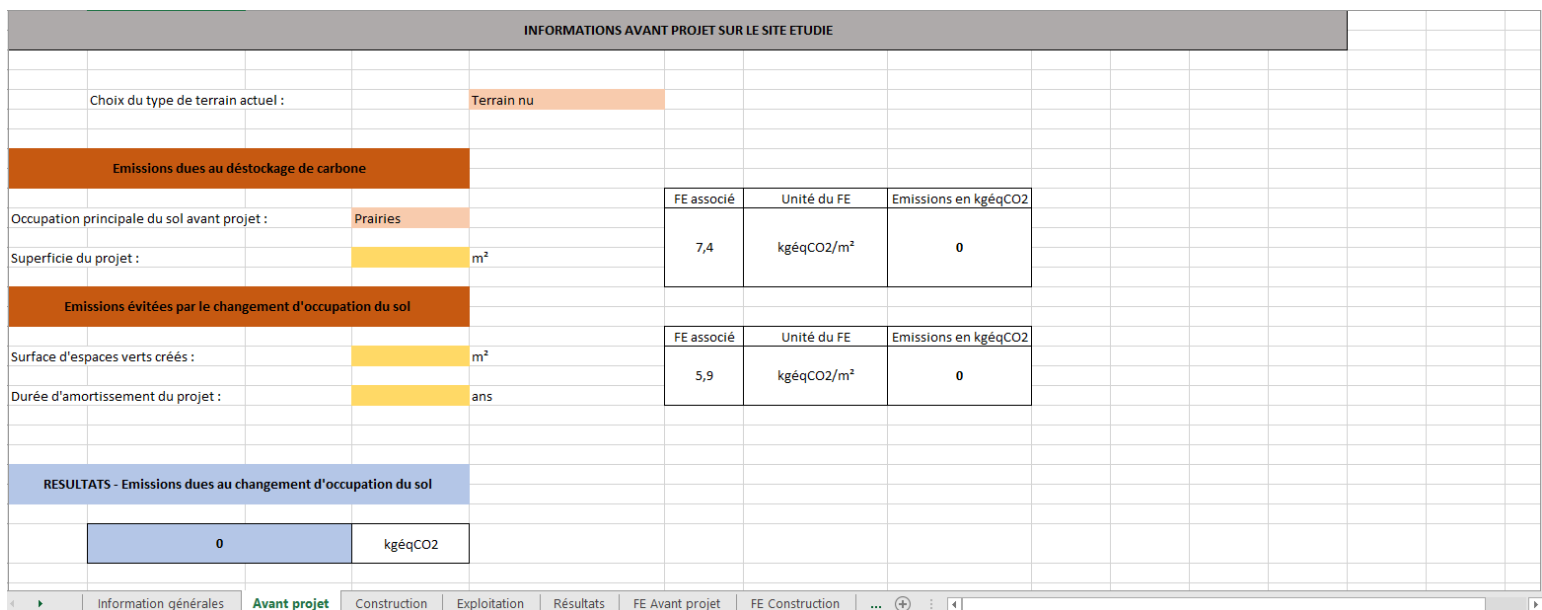 INFORMATIONS AVANT PROJET SUR LE SITE ETUDIE
Choix du type de terrain actuel : Terrain nu
Emissions dues au déstockage de carbone
FE associé Unité du FE Emissions en kgéqCO2
Occupation principale du sol avant projet : Prairies
7,4 kgéqCO2/m² 0
Superficie du projet : m²
Emissions évitées par le changement d'occupation du sol
FE associé Unité du FE Emissions en kgéqCO2
Surface d'espaces verts créés : m²
5,9 kgéqCO2/m² 0
Durée d'amortissement du projet : ans
RESULTATS - Emissions dues au changement d'occupation du sol
0 kgéqCO2
Information générales Avant projet Construction Exploitation Résultats FE Avant projet FE Construction ...